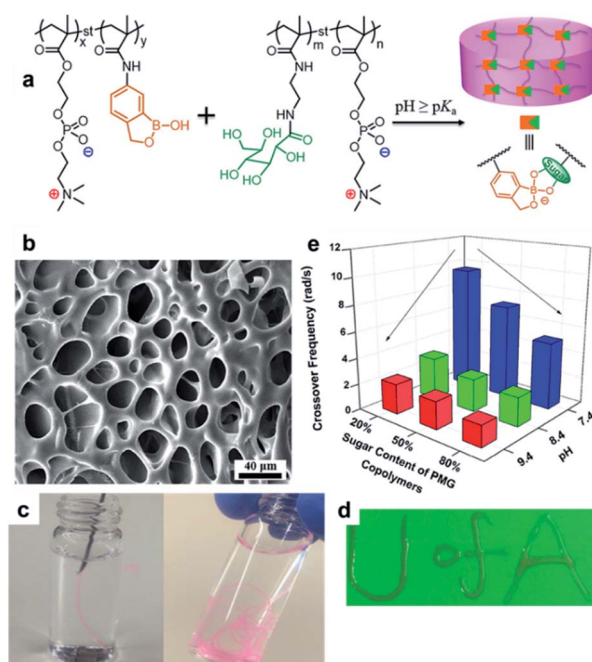 a
st
x
y
st
m
n
O
O
O
NH
O
NH
O
O
O
P
O
O
⊖
O
N
⊕
B-OH
O
+
NH
O
HO
OH
HO
OH
OH
O
P
O
O
⊖
O
N
⊕
pH ≥ pKₐ
Sugar
O
O
B
O
⊖
b
40 μm
e
Crossover Frequency (rad/s)
12
10
8
6
4
2
0
20%
50%
80%
Sugar Content of PMG
Copolymers
9.4
8.4
7.4
pH
c
d
U of A